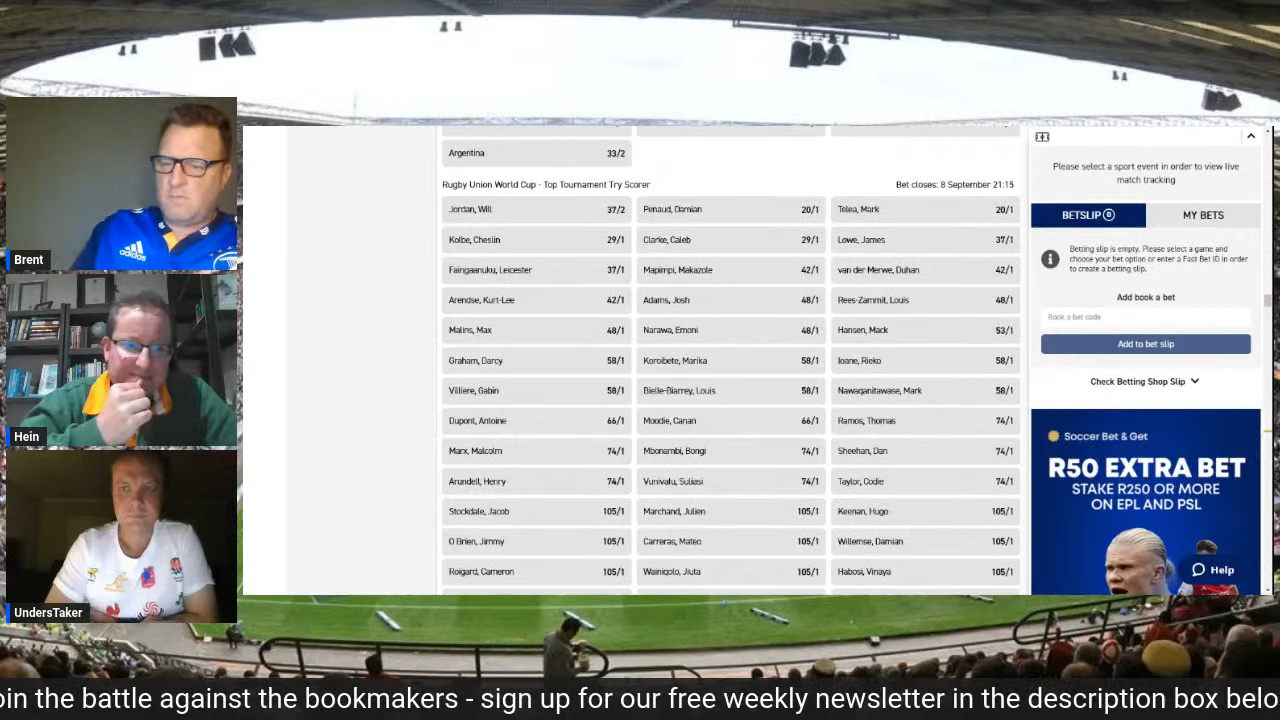 Argentina 33/2
Rugby Union World Cup - Top Tournament Try Scorer Bet closes: 8 September 21:15
Jordan, Will 37/2 Penaud, Damian 20/1 Telea, Mark 20/1
Kolbe, Cheslin 29/1 Clarke, Caleb 29/1 Lowe, James 37/1
Faingaanuku, Leicester 37/1 Mapimpi, Makazole 42/1 van der Merwe, Duhan 42/1
Arendse, Kurt-Lee 42/1 Adams, Josh 48/1 Rees-Zammit, Louis 48/1
Malins, Max 48/1 Narawa, Emoni 48/1 Hansen, Mack 53/1
Graham, Darcy 58/1 Koroibete, Marika 58/1 Ioane, Rieko 58/1
Villiere, Gabin 58/1 Bielle-Biarrey, Louis 58/1 Nawaqanitawase, Mark 58/1
Dupont, Antoine 66/1 Moodie, Canan 66/1 Ramos, Thomas 74/1
Marx, Malcolm 74/1 Mbonambi, Bongi 74/1 Sheehan, Dan 74/1
Arundell, Henry 74/1 Vunivalu, Suliasi 74/1 Taylor, Codie 74/1
Stockdale, Jacob 105/1 Marchand, Julien 105/1 Keenan, Hugo 105/1
O Brien, Jimmy 105/1 Carreras, Mateo 105/1 Willemse, Damian 105/1
Roigard, Cameron 105/1 Wainiqolo, Jiuta 105/1 Habosi, Vinaya 105/1
Please select a sport event in order to view live
match tracking
BETSLIP 0 MY BETS
Betting slip is empty. Please select a game and
choose your bet option or enter a Fast Bet ID in order
to create a betting slip.
Add book a bet
Book a bet code
Add to bet slip
Check Betting Shop Slip
Soccer Bet & Get
R50 EXTRA BET
STAKE R250 OR MORE
ON EPL AND PSL
Help
adidas
Brent
Hein
UndersTaker
oin the battle against the bookmakers - sign up for our free weekly newsletter in the description box belo